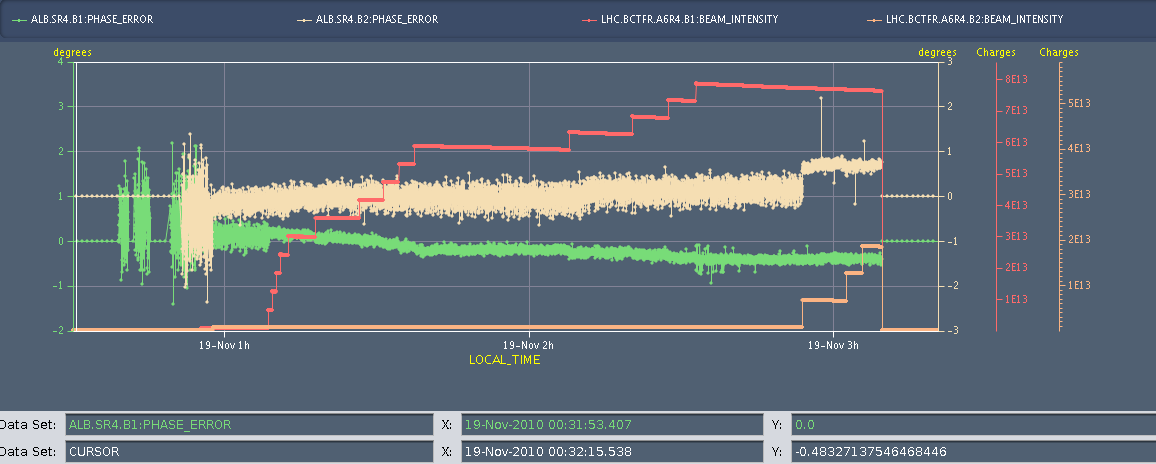 ALB.SR4.B1:PHASE_ERROR ALB.SR4.B2:PHASE_ERROR LHC.BCTFR.A6R4.B1:BEAM_INTENSITY LHC.BCTFR.A6R4.B2:BEAM_INTENSITY
degrees degrees Charges Charges
4 3
8E13
5E13
3 2
7E13
6E13
4E13
2 1
5E13
3E13
1 0
4E13
3E13
2E13
0 -1
2E13
1E13
-1 -2
1E13
-2 -3
19-Nov 1h 19-Nov 2h 19-Nov 3h
LOCAL_TIME
Data Set: ALB.SR4.B1:PHASE_ERROR X: 19-Nov-2010 00:31:53.407 Y: 0.0
Data Set: CURSOR X: 19-Nov-2010 00:32:15.538 Y: -0.48327137546468446